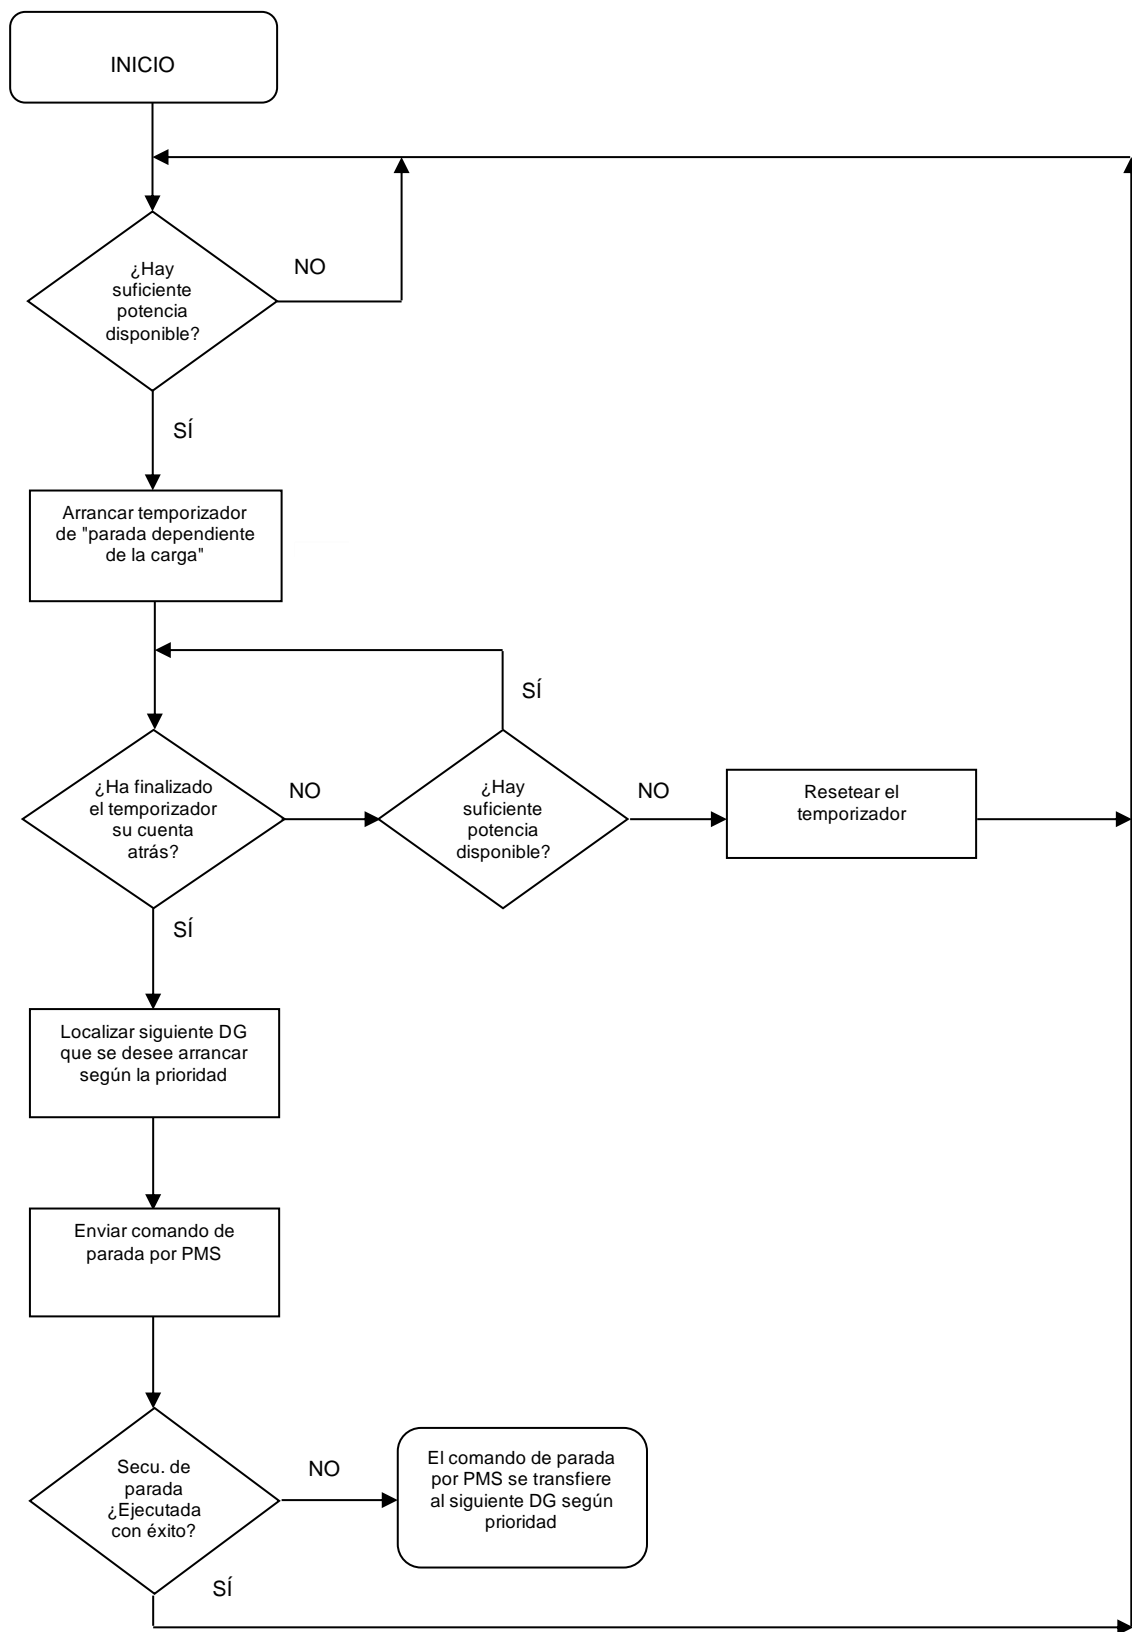 INICIO
¿Hay
suficiente
potencia
disponible?
NO
SÍ
Arrancar temporizador
de "parada dependiente
de la carga"
SÍ
¿Ha finalizado
el temporizador
su cuenta
atrás?
NO
¿Hay
suficiente
potencia
disponible?
NO
Resetear el
temporizador
SÍ
Localizar siguiente DG
que se desee arrancar
según la prioridad
Enviar comando de
parada por PMS
Secu. de
parada
¿Ejecutada
con éxito?
NO
El comando de parada
por PMS se transfiere
al siguiente DG según
prioridad
SÍ